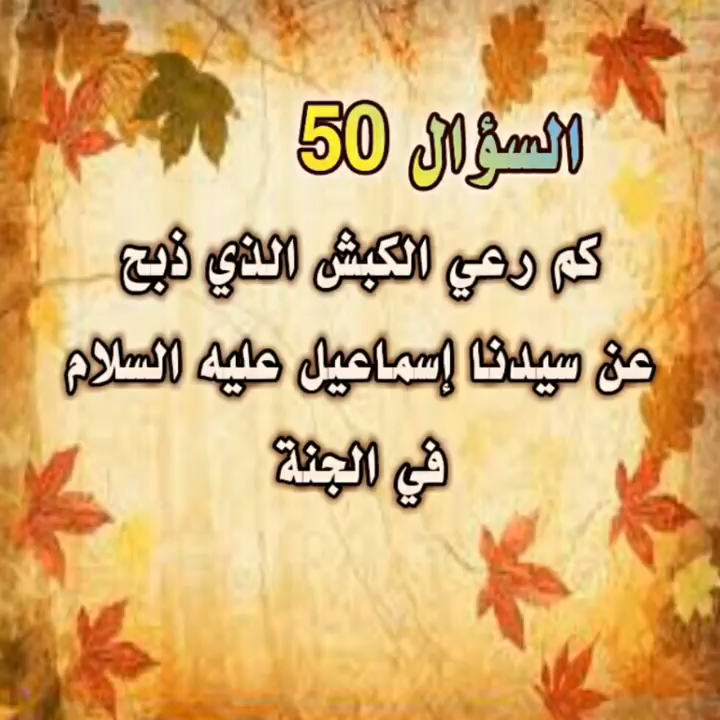 السؤال 50
كم رعي الكبش الذي ذبح
عن سيدنا إسماعيل عليه السلام
في الجنة